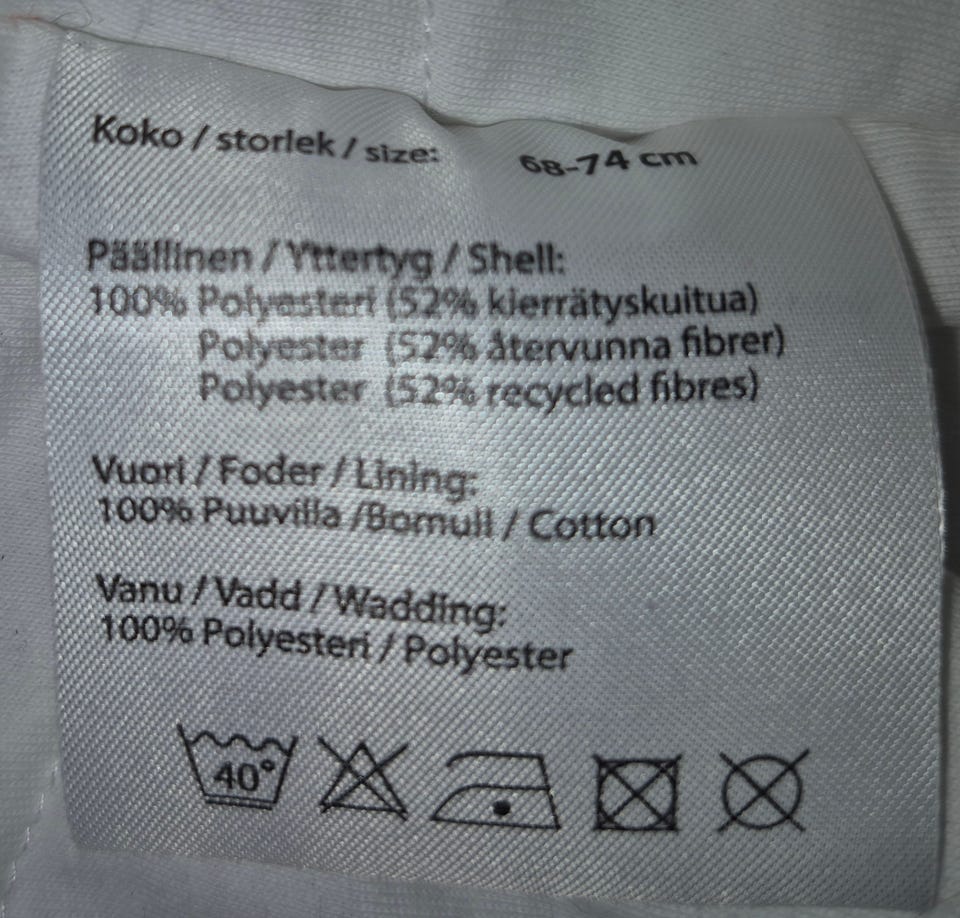 Koko / storlek / size: 68-74 cm
Päällinen / Yttertyg / Shell:
100% Polyesteri (52% kierrätyskuitua)
Polyester (52% återvunna fibrer)
Polyester (52% recycled fibres)
Vuori / Foder / Lining:
100% Puuvilla /Bomull / Cotton
Vanu / Vadd / Wadding:
100% Polyesteri / Polyester
40°